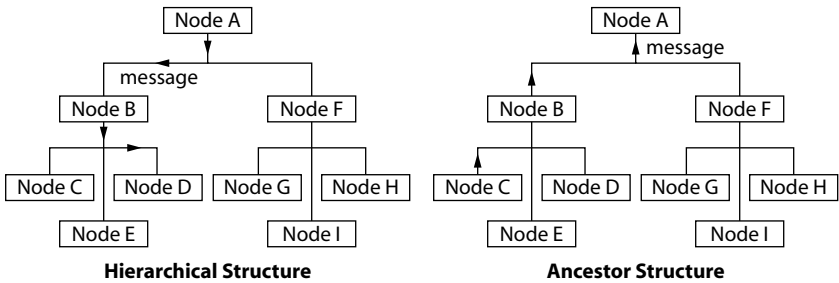 Node A
message
Node B
Node F
Node C
Node D
Node G
Node H
Node E
Node I
Hierarchical Structure
Node A
message
Node B
Node F
Node C
Node D
Node G
Node H
Node E
Node I
Ancestor Structure